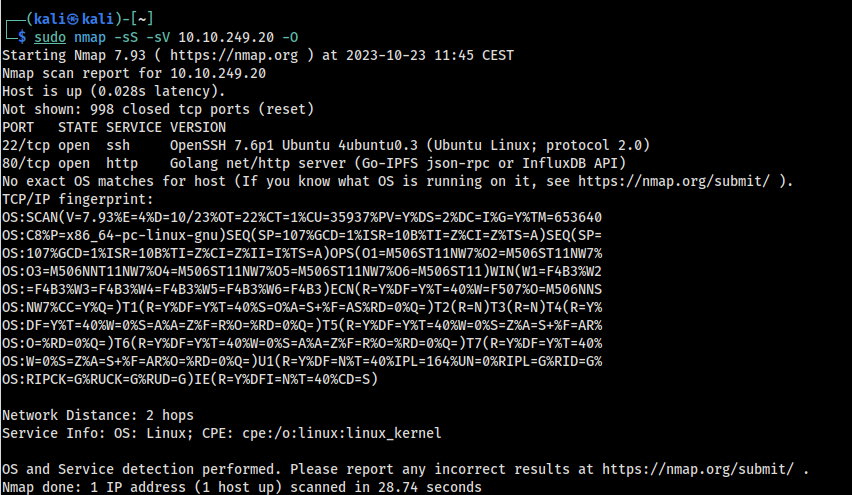 ┌──(kali㉿kali)-[~]
└─$ sudo nmap -sS -sV 10.10.249.20 -O
Starting Nmap 7.93 ( https://nmap.org ) at 2023-10-23 11:45 CEST
Nmap scan report for 10.10.249.20
Host is up (0.028s latency).
Not shown: 998 closed tcp ports (reset)
PORT   STATE SERVICE VERSION
22/tcp open  ssh     OpenSSH 7.6p1 Ubuntu 4ubuntu0.3 (Ubuntu Linux; protocol 2.0)
80/tcp open  http    Golang net/http server (Go-IPFS json-rpc or InfluxDB API)
No exact OS matches for host (If you know what OS is running on it, see https://nmap.org/submit/ ).
TCP/IP fingerprint:
OS:SCAN(V=7.93%E=4%D=10/23%OT=22%CT=1%CU=35937%PV=Y%DS=2%DC=I%G=Y%TM=653640
OS:C8%P=x86_64-pc-linux-gnu)SEQ(SP=107%GCD=1%ISR=10B%TI=Z%CI=Z%TS=A)SEQ(SP=
OS:107%GCD=1%ISR=10B%TI=Z%CI=Z%II=I%TS=A)OPS(O1=M506ST11NW7%O2=M506ST11NW7%
OS:O3=M506NNT11NW7%O4=M506ST11NW7%O5=M506ST11NW7%O6=M506ST11)WIN(W1=F4B3%W2
OS:=F4B3%W3=F4B3%W4=F4B3%W5=F4B3%W6=F4B3)ECN(R=Y%DF=Y%T=40%W=F507%O=M506NNS
OS:NW7%CC=Y%Q=)T1(R=Y%DF=Y%T=40%S=O%A=S+%F=AS%RD=0%Q=)T2(R=N)T3(R=N)T4(R=Y%
OS:DF=Y%T=40%W=0%S=A%A=Z%F=R%O=%RD=0%Q=)T5(R=Y%DF=Y%T=40%W=0%S=Z%A=S+%F=AR%
OS:O=%RD=0%Q=)T6(R=Y%DF=Y%T=40%W=0%S=A%A=Z%F=R%O=%RD=0%Q=)T7(R=Y%DF=Y%T=40%
OS:W=0%S=Z%A=S+%F=AR%O=%RD=0%Q=)U1(R=Y%DF=N%T=40%IPL=164%UN=0%RIPL=G%RID=G%
OS:RIPCK=G%RUCK=G%RUD=G)IE(R=Y%DFI=N%T=40%CD=S)
Network Distance: 2 hops
Service Info: OS: Linux; CPE: cpe:/o:linux:linux_kernel
OS and Service detection performed. Please report any incorrect results at https://nmap.org/submit/ .
Nmap done: 1 IP address (1 host up) scanned in 28.74 seconds